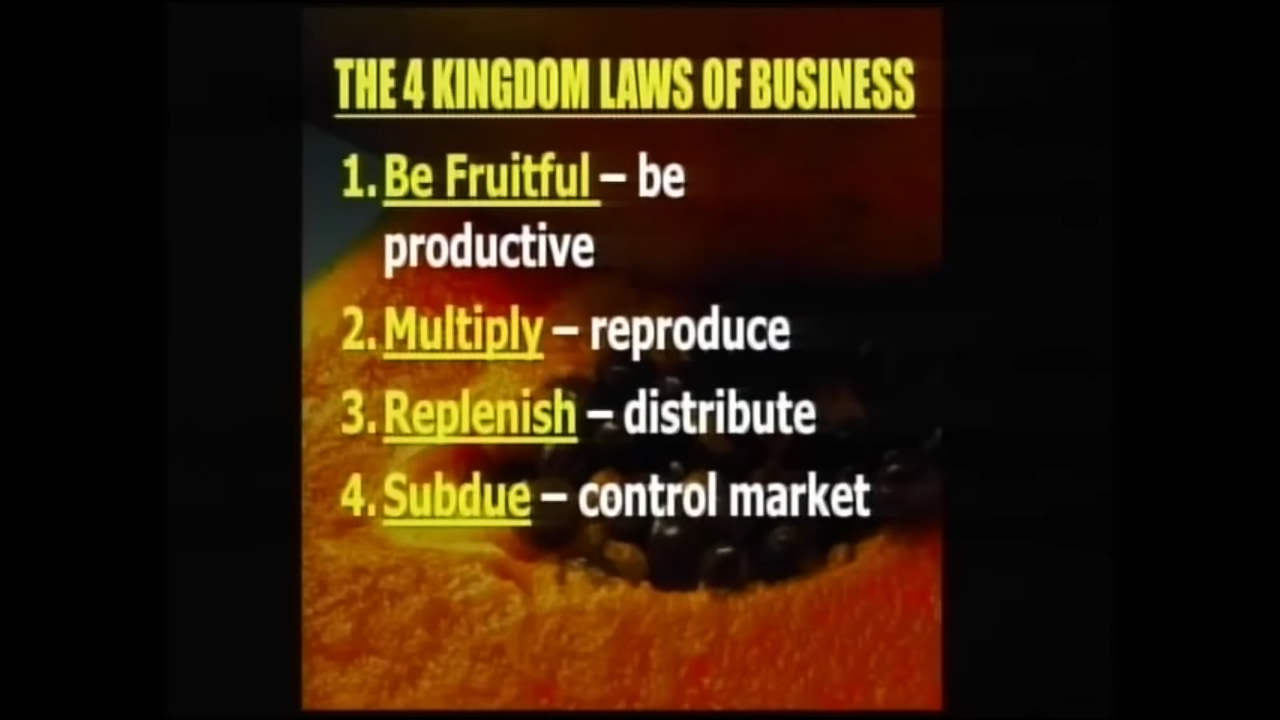 THE 4 KINGDOM LAWS OF BUSINESS
1. Be Fruitful – be
productive
2. Multiply – reproduce
3. Replenish – distribute
4. Subdue – control market